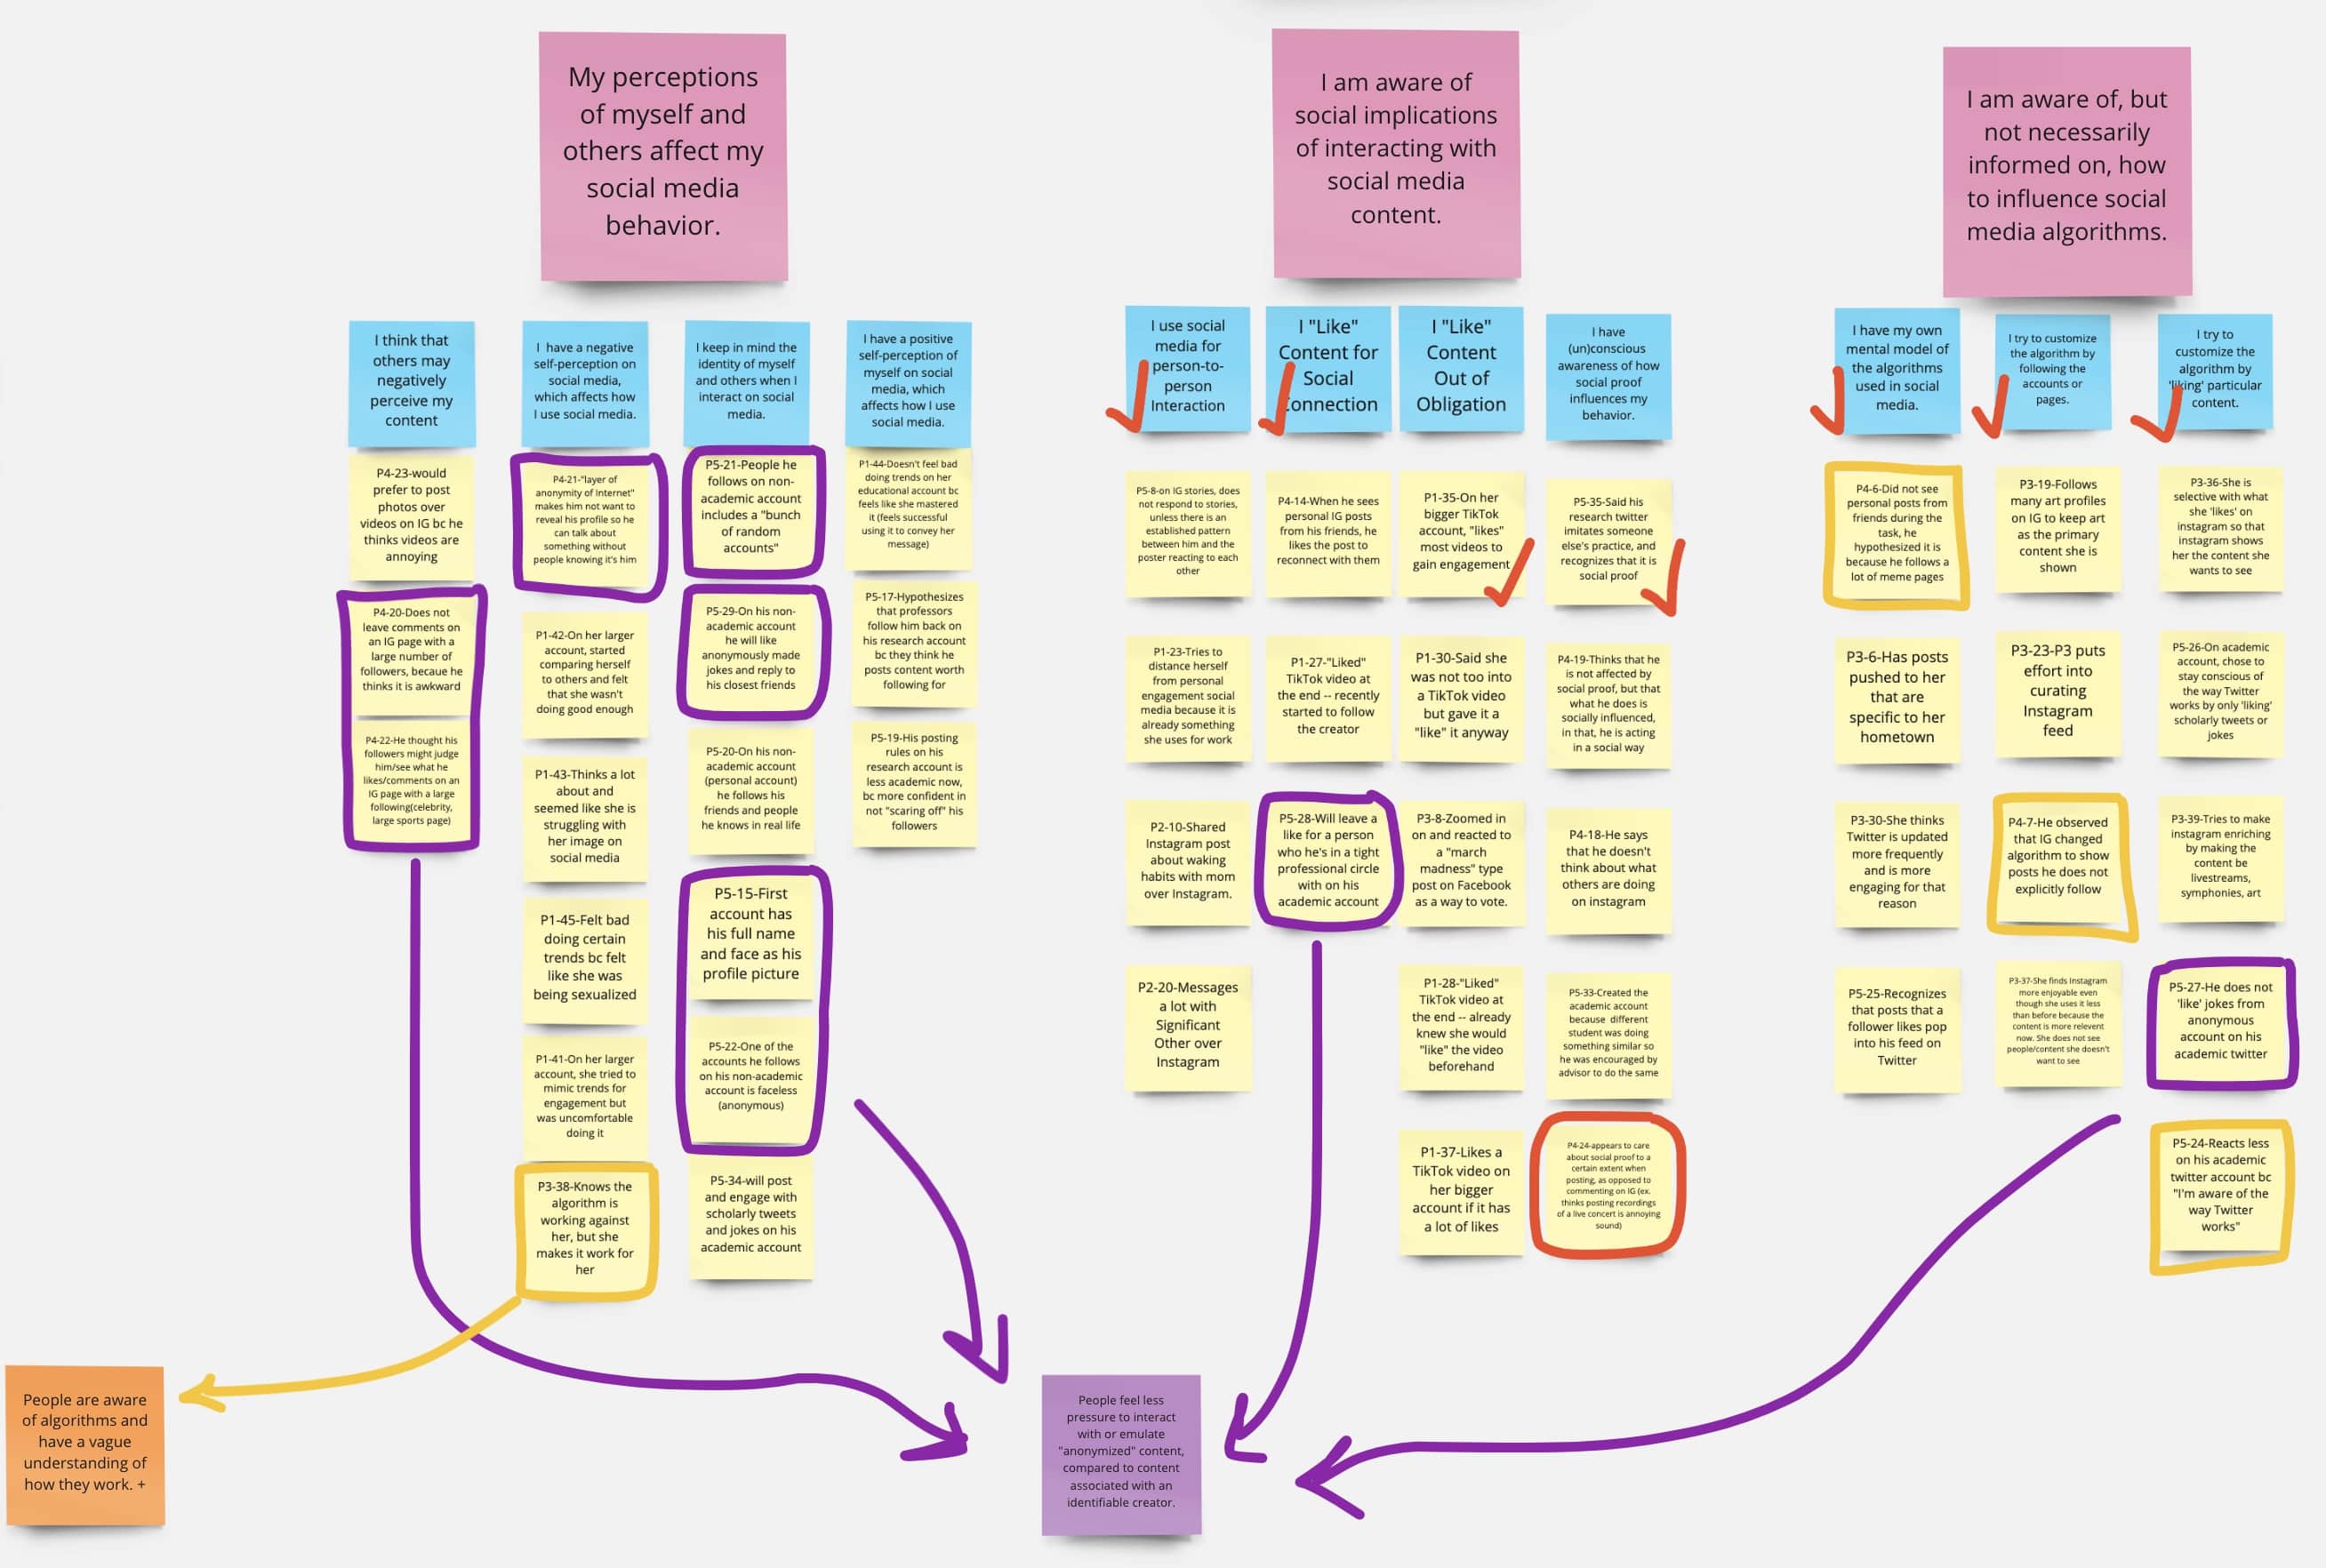 My perceptions
of myself and
others affect my
social media
behavior.
I think that
others may
negatively
perceive my
content
P4-23-would
prefer to post
photos over
videos on IG bc he
thinks videos are
annoying
P4-20-Does not
leave comments on
an IG page with a
large number of
followers, becaue he
thinks it is awkward
P4-22-He thought his
followers might judge
him/see what he
likes/comments on an
IG page with a large
following(celebrity,
large sports page)
I have a negative
self-perception on
social media,
which affects how
I use social media.
P4-21-"layer of
anonymity of Internet"
makes him not want to
reveal his profile so he
can talk about
something without
people knowing it's him
P1-42-On her larger
account, started
comparing herself
to others and felt
that she wasn't
doing good enough
P1-43-Thinks a lot
about and
seemed like she is
struggling with
her image on
social media
P1-45-Felt bad
doing certain
trends bc felt
like she was
being sexualized
P1-41-On her larger
account, she tried to
mimic trends for
engagement but
was uncomfortable
doing it
P3-38-Knows the
algorithm is
working against
her, but she
makes it work for
her
I keep in mind the
identity of myself
and others when I
interact on social
media.
P5-21-People he
follows on non-
academic account
includes a "bunch
of random
accounts"
P5-29-On his non-
academic account
he will like
anonymously made
jokes and reply to
his closest friends
P5-20-On his non-
academic account
(personal account)
he follows his
friends and people
he knows in real life
P5-15-First
account has
his full name
and face as his
profile picture
P5-22-One of the
accounts he follows
on his non-academic
account is faceless
(anonymous)
P5-34-will post
and engage with
scholarly tweets
and jokes on his
academic account
I have a positive
self-perception of
myself on social
media, which
affects how I use
social media.
P1-44-Doesn't feel bad
doing trends on her
educational account bc
feels like she mastered
it (feels successful
using it to convey her
message)
P5-17-Hypothesizes
that professors
follow him back on
his research account
bc they think he
posts content worth
following for
P5-19-His posting
rules on his
research account is
less academic now,
bc more confident in
not "scaring off" his
followers
I am aware of
social implications
of interacting with
social media
content.
I use social
media for
person-to-
person
Interaction
P5-8-on IG stories, does
not respond to stories,
unless there is an
established pattern
between him and the
poster reacting to each
other
P1-23-Tries to
distance herself
from personal
engagement social
media because it is
already something
she uses for work
P2-10-Shared
Instagram post
about waking
habits with mom
over Instagram.
P2-20-Messages
a lot with
Significant
Other over
Instagram
I "Like"
Content for
Social
Connection
P4-14-When he sees
personal IG posts
from his friends, he
likes the post to
reconnect with them
P1-27-"Liked"
TikTok video at
the end -- recently
started to follow
the creator
P5-28-Will leave a
like for a person
who he's in a tight
professional circle
with on his
academic account
I "Like"
Content
Out of
Obligation
P1-35-On her
bigger TikTok
account, "likes"
most videos to
gain engagement
P1-30-Said she
was not too into
a TikTok video
but gave it a
"like" it anyway
P3-8-Zoomed in
on and reacted to
a "march
madness" type
post on Facebook
as a way to vote.
P1-28-"Liked"
TikTok video at
the end -- already
knew she would
"like" the video
beforehand
P1-37-Likes a
TikTok video on
her bigger
account if it has
a lot of likes
I have
(un)conscious
awareness of how
social proof
influences my
behavior.
P5-35-Said his
research twitter
imitates someone
else's practice, and
recognizes that it is
social proof
P4-19-Thinks that he
is not affected by
social proof, but that
what he does is
socially influenced,
in that, he is acting
in a social way
P4-18-He says
that he doesn't
think about what
others are doing
on instagram
P5-33-Created the
academic account
because different
student was doing
something similar so
he was encouraged by
advisor to do the same
P4-24-appears to care
about social proof to a
certain extent when
posting, as opposed to
commenting on IG (ex.
thinks posting recordings
of a live concert is annoying
sound)
I am aware of, but
not necessarily
informed on, how
to influence social
media algorithms.
I have my own
mental model of
the algorithms
used in social
media.
P4-6-Did not see
personal posts from
friends during the
task, he
hypothesized it is
because he follows a
lot of meme pages
P3-6-Has posts
pushed to her
that are
specific to her
hometown
P3-30-She thinks
Twitter is updated
more frequently
and is more
engaging for that
reason
P5-25-Recognizes
that posts that a
follower likes pop
into his feed on
Twitter
I try to customize
the algorithm by
following the
accounts or
pages.
P3-19-Follows
many art profiles
on IG to keep art
as the primary
content she is
shown
P3-23-P3 puts
effort into
curating
Instagram
feed
P4-7-He observed
that IG changed
algorithm to show
posts he does not
explicitly follow
P3-37-She finds Instagram
more enjoyable even
though she uses it less
than before because the
content is more relevent
now. She does not see
people/content she doesn't
want to see
I try to
customize the
algorithm by
'liking' particular
content.
P3-36-She is
selective with what
she 'likes' on
instagram so that
instagram shows
her the content she
wants to see
P5-26-On academic
account, chose to
stay conscious of
the way Twitter
works by only 'liking'
scholarly tweets or
jokes
P3-39-Tries to make
instagram enriching
by making the
content be
livestreams,
symphonies, art
P5-27-He does not
'like' jokes from
anonymous
account on his
academic twitter
P5-24-Reacts less
on his academic
twitter account bc
"I'm aware of the
way Twitter
works"
People are aware
of algorithms and
have a vague
understanding of
how they work. +
People feel less
pressure to interact
with or emulate
"anonymized" content,
compared to content
associated with an
identifiable creator.